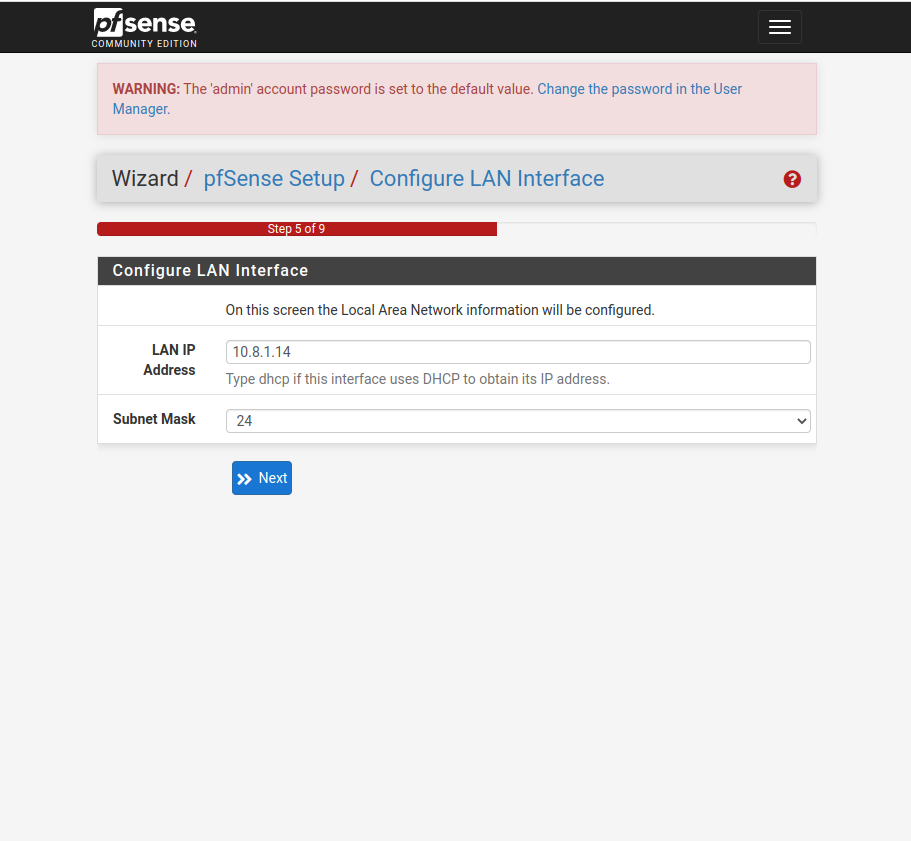 pfsense
COMMUNITY EDITION
WARNING: The 'admin' account password is set to the default value. Change the password in the User
Manager.
Wizard / pfSense Setup / Configure LAN Interface
Step 5 of 9
Configure LAN Interface
On this screen the Local Area Network information will be configured.
LAN IP
Address
10.8.1.14
Type dhcp if this interface uses DHCP to obtain its IP address.
Subnet Mask
24
Next